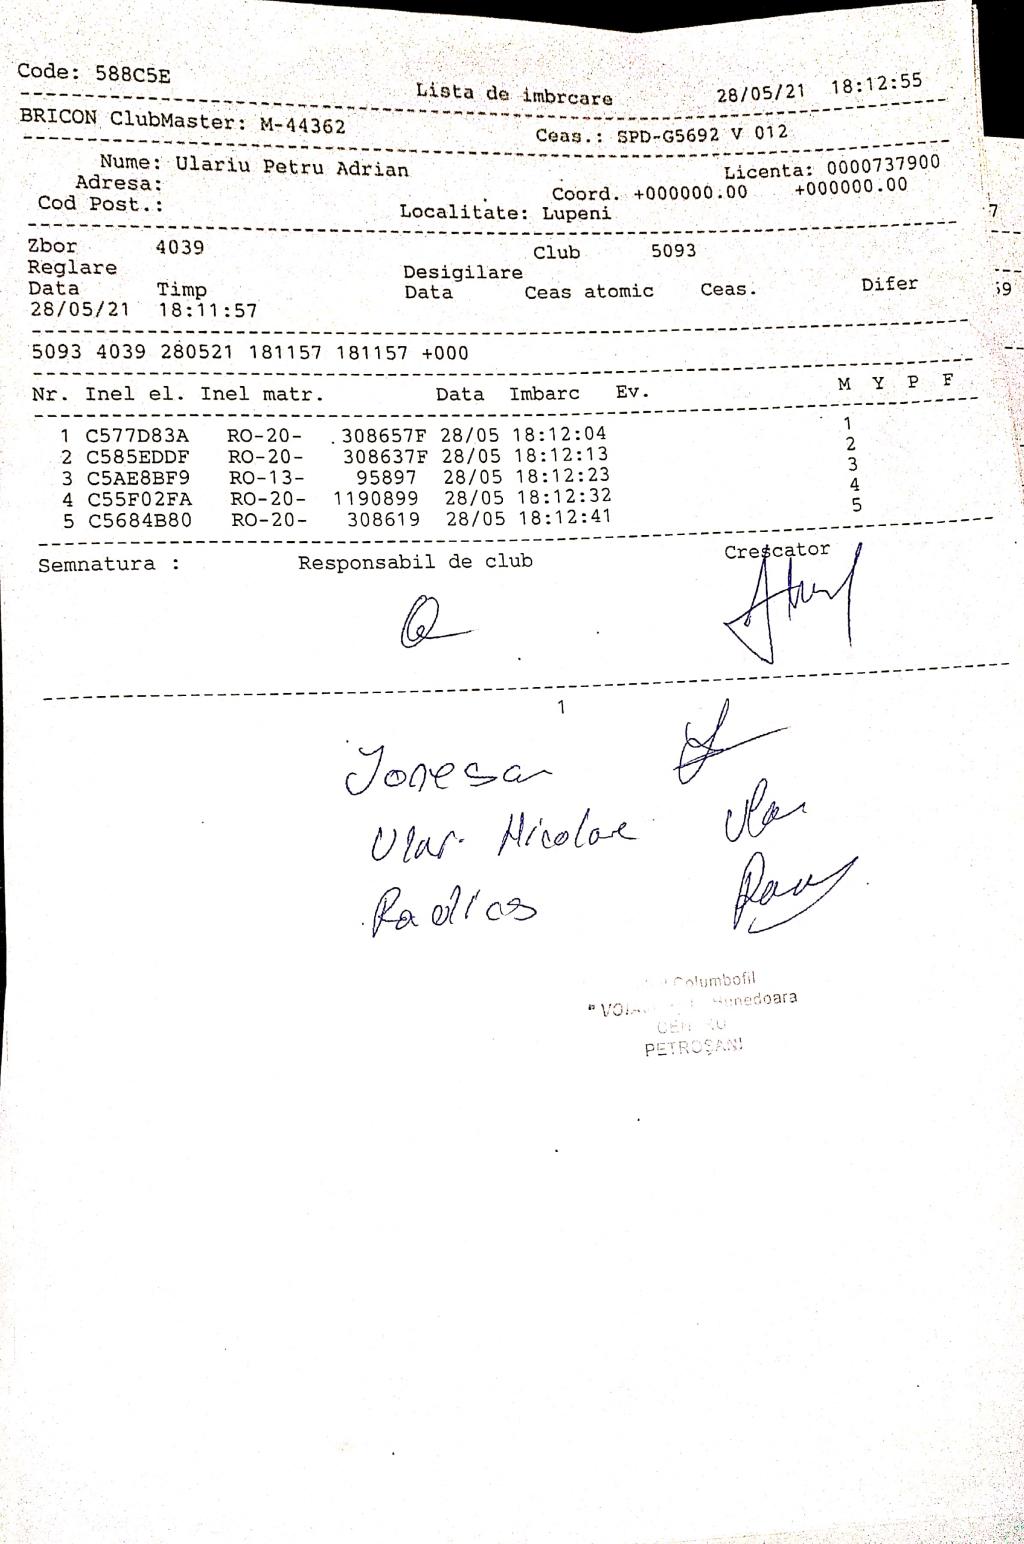 Code: 588C5E
Lista de imbrcare 28/05/21 18:12:55
BRICON ClubMaster: M-44362 Ceas.: SPD-G5692 V 012
Nume: Ulariu Petru Adrian Licenta: 0000737900
Adresa: Coord. +000000.00 +000000.00
Cod Post.: Localitate: Lupeni
Zbor 4039 Club 5093
Reglare Desigilare
Data Timp Data Ceas atomic Ceas. Difer
28/05/21 18:11:57
5093 4039 280521 181157 181157 +000
Nr. Inel el. Inel matr. Data Imbarc Ev. M Y P F
1 C577D83A RO-20- 308657F 28/05 18:12:04 1
2 C585EDDF RO-20- 308637F 28/05 18:12:13 2
3 C5AE8BF9 RO-13- 95897 28/05 18:12:23 3
4 C55F02FA RO-20- 1190899 28/05 18:12:32 4
5 C5684B80 RO-20- 308619 28/05 18:12:41 5
Semnatura : Responsabil de club Crescator
1
Nicolae
Radics
Columbofil
Hunedoara
PETROȘANI